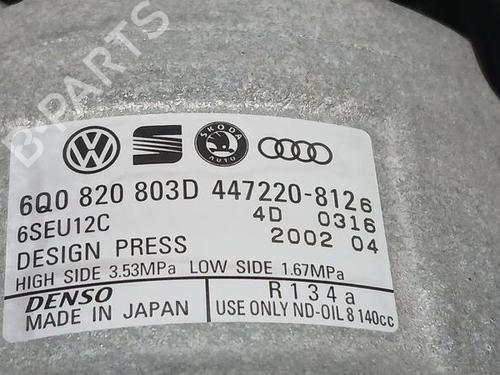 B-PARTS
SKODA
AUTO
6Q0 820 803D 447220-8126
6SEU12C 4D 0316
DESIGN PRESS 2002 04
HIGH SIDE 3.53MPa LOW SIDE 1.67MPa
DENSO R134a
MADE IN JAPAN USE ONLY ND-OIL 8 140cc